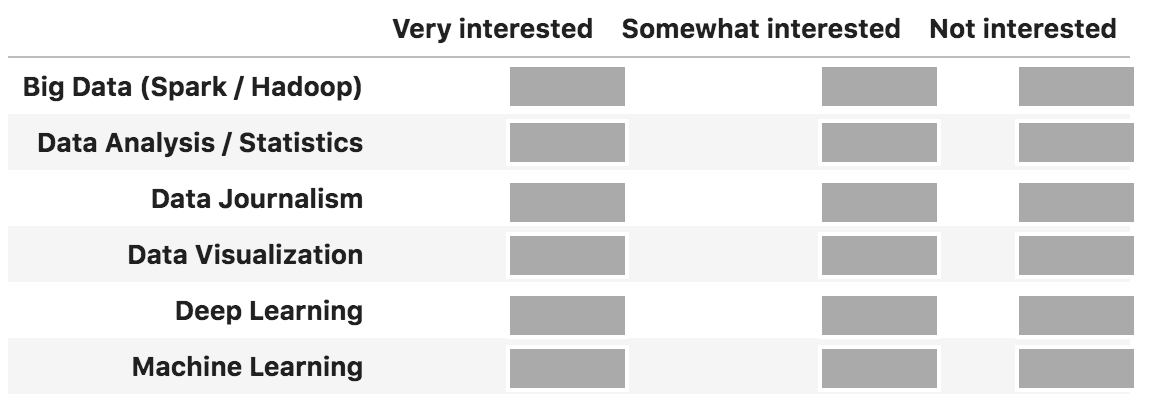 Very interested Somewhat interested Not interested
Big Data (Spark / Hadoop)
Data Analysis / Statistics
Data Journalism
Data Visualization
Deep Learning
Machine Learning